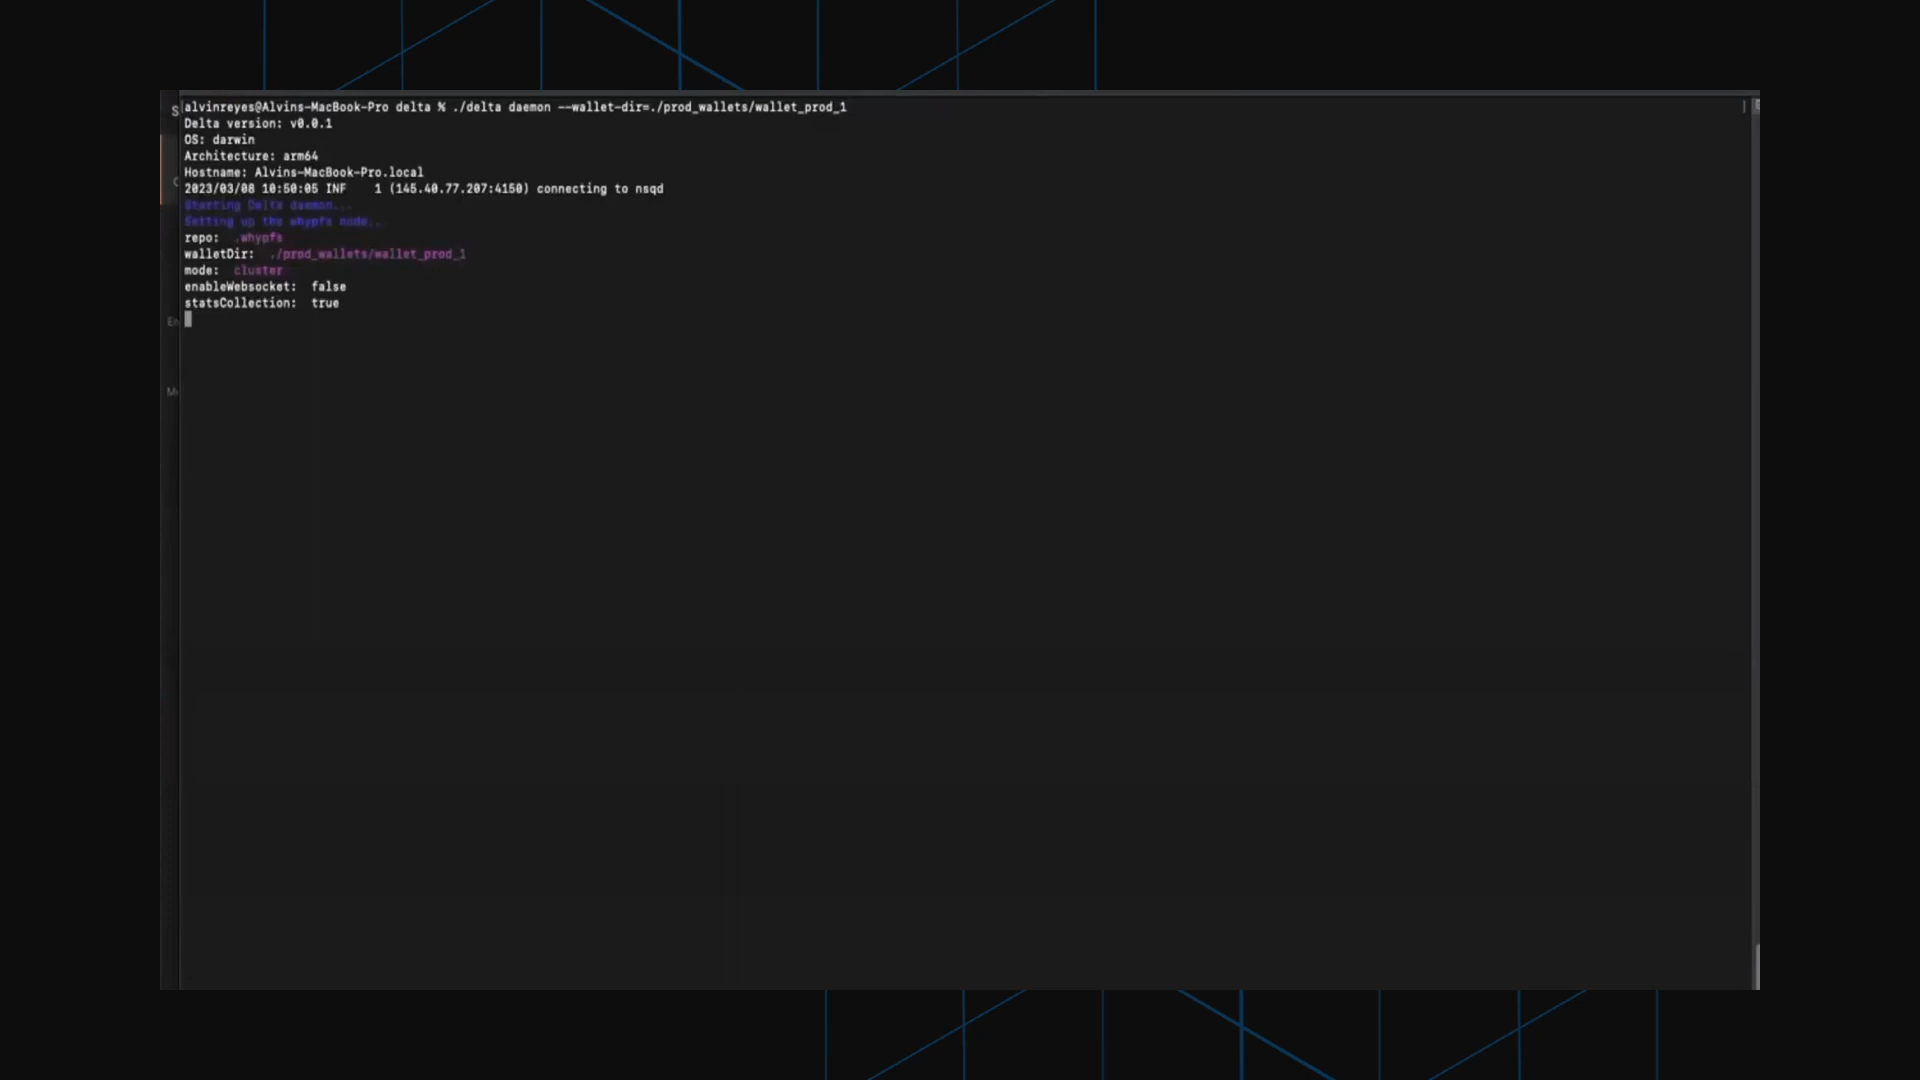 alvinreyes@Alvins-MacBook-Pro delta % ./delta daemon --wallet-dir=./prod_wallets/wallet_prod_1
Delta version: v0.0.1
OS: darwin
Architecture: arm64
Hostname: Alvins-MacBook-Pro.local
2023/03/08 10:50:05 INF    1 (145.40.77.207:4150) connecting to nsqd
Starting Delta daemon...
Setting up the whypfs node...
repo:  .whypfs
walletDir:  ./prod_wallets/wallet_prod_1
mode:  cluster
enableWebsocket:  false
statsCollection:  true